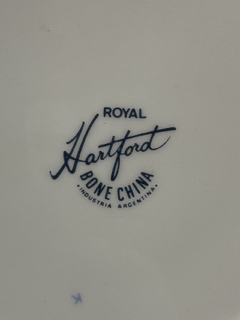 ROYAL
Hartford
BONE CHINA
•INDUSTRIA ARGENTINA•
K